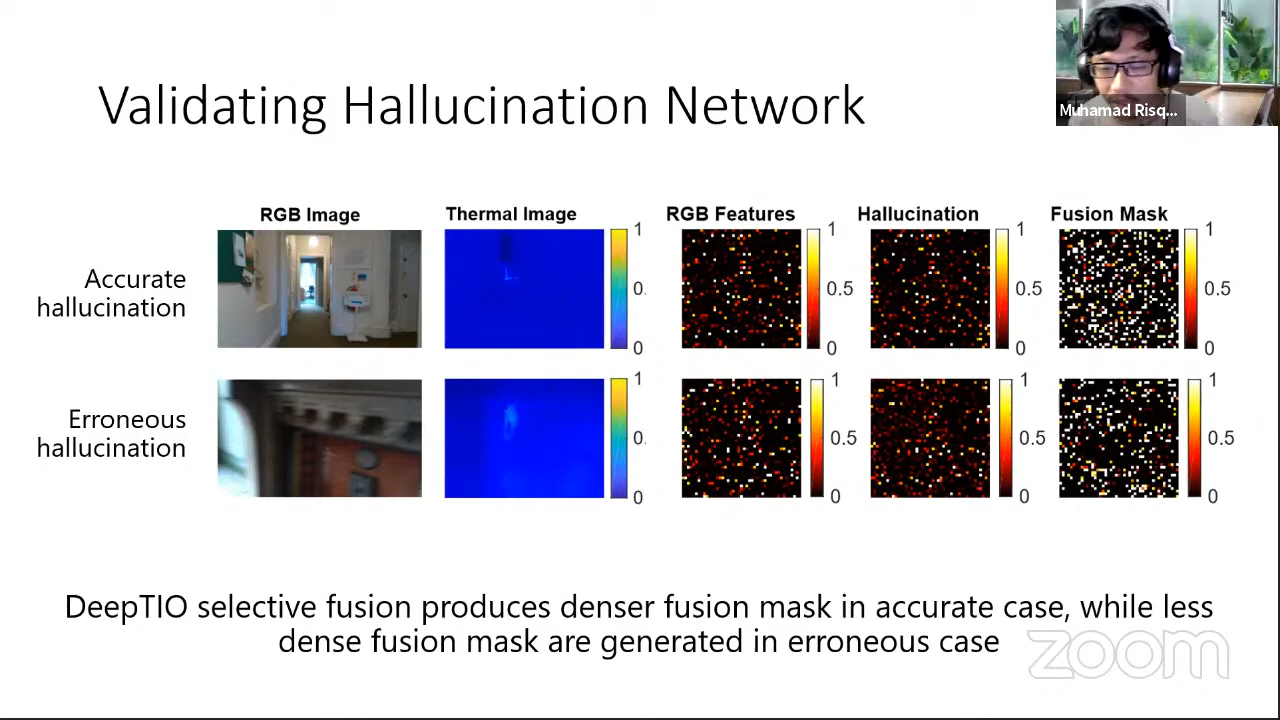 Muhamad Risq...
Validating Hallucination Network
RGB Image
Thermal Image
RGB Features
Hallucination
Fusion Mask
Accurate
hallucination
1
0.
0
1
0.5
0
1
0.5
0
1
0.5
0
Erroneous
hallucination
1
0.
0
1
0.5
0
1
0.5
0
1
0.5
0
DeepTIO selective fusion produces denser fusion mask in accurate case, while less
dense fusion mask are generated in erroneous case
zoom